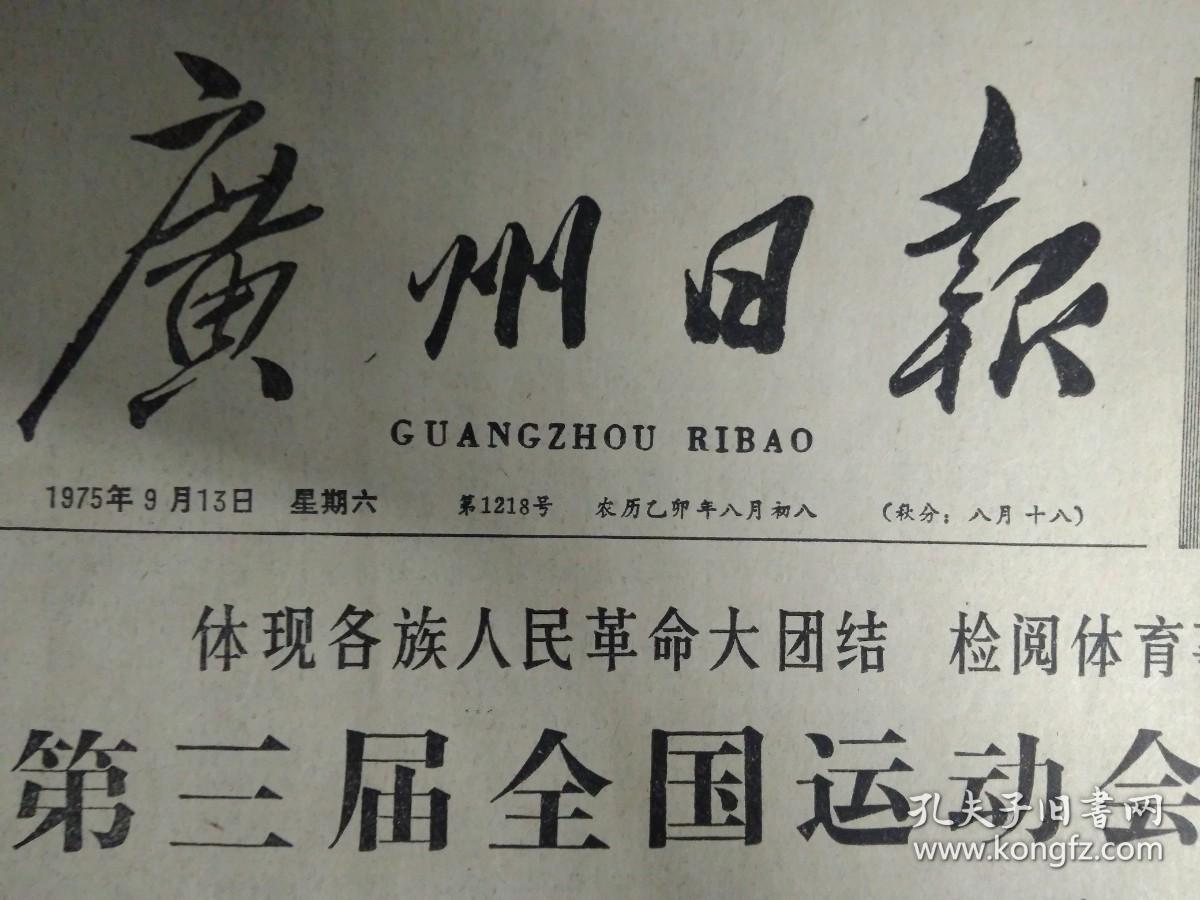 廣州日報
GUANGZHOU RIBAO
1975年9月13日 星期六 第1218号 农历乙卯年八月初八 (秋分:八月十八)
体现各族人民革命大团结 检阅体育
第三届全国运动会
孔夫子旧書网
www.kongfz.com